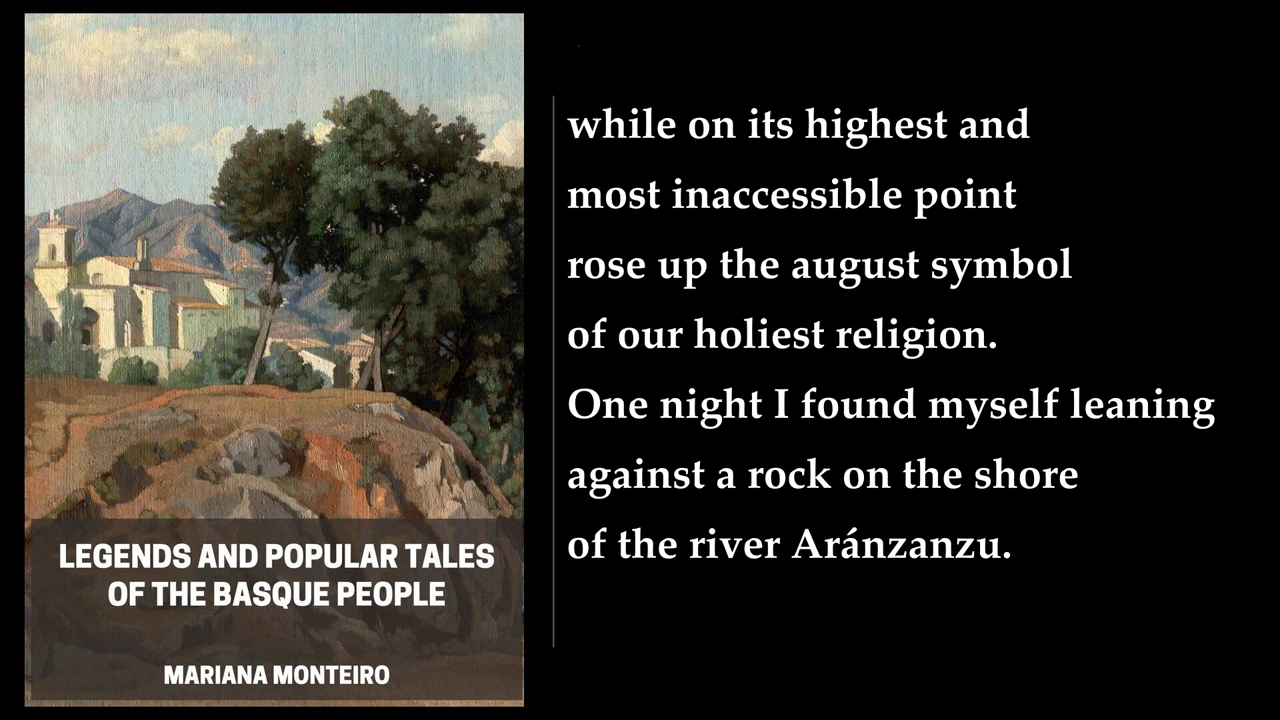 LEGENDS AND POPULAR TALES
OF THE BASQUE PEOPLE
MARIANA MONTEIRO
while on its highest and
most inaccessible point
rose up the august symbol
of our holiest religion.
One night I found myself leaning
against a rock on the shore
of the river Aránzanzu.